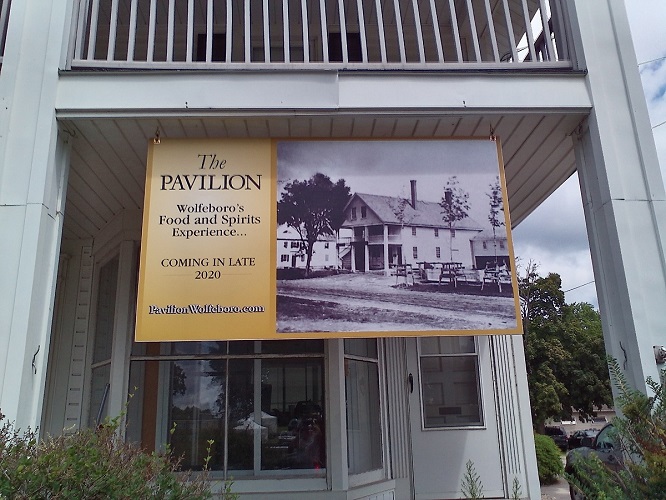 The
PAVILION
Wolfeboro's
Food and Spirits
Experience...
COMING IN LATE
2020
PavilionWolfeboro.com